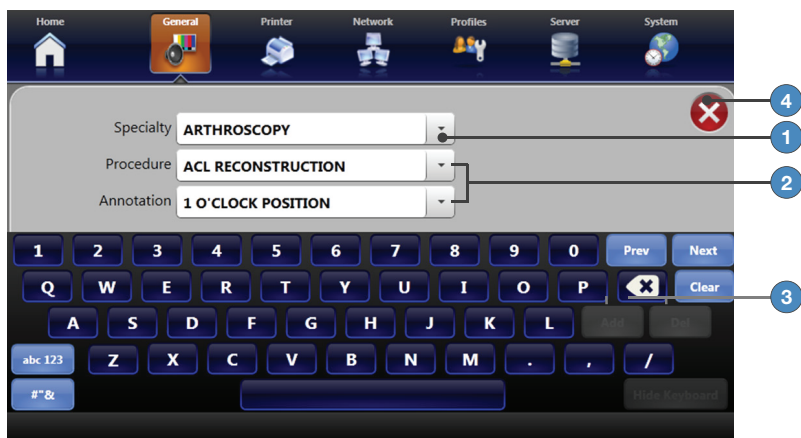 Home General Printer Network Profiles Server System
4
Specialty ARTHROSCOPY
1
Procedure ACL RECONSTRUCTION
2
Annotation 1 O'CLOCK POSITION
1 2 3 4 5 6 7 8 9 0 Prev Next
Q W E R T Y U I O P Clear
3
A S D F G H J K L Add Del
abc 123 Z X C V B N M . , /
#"& Hide Keyboard